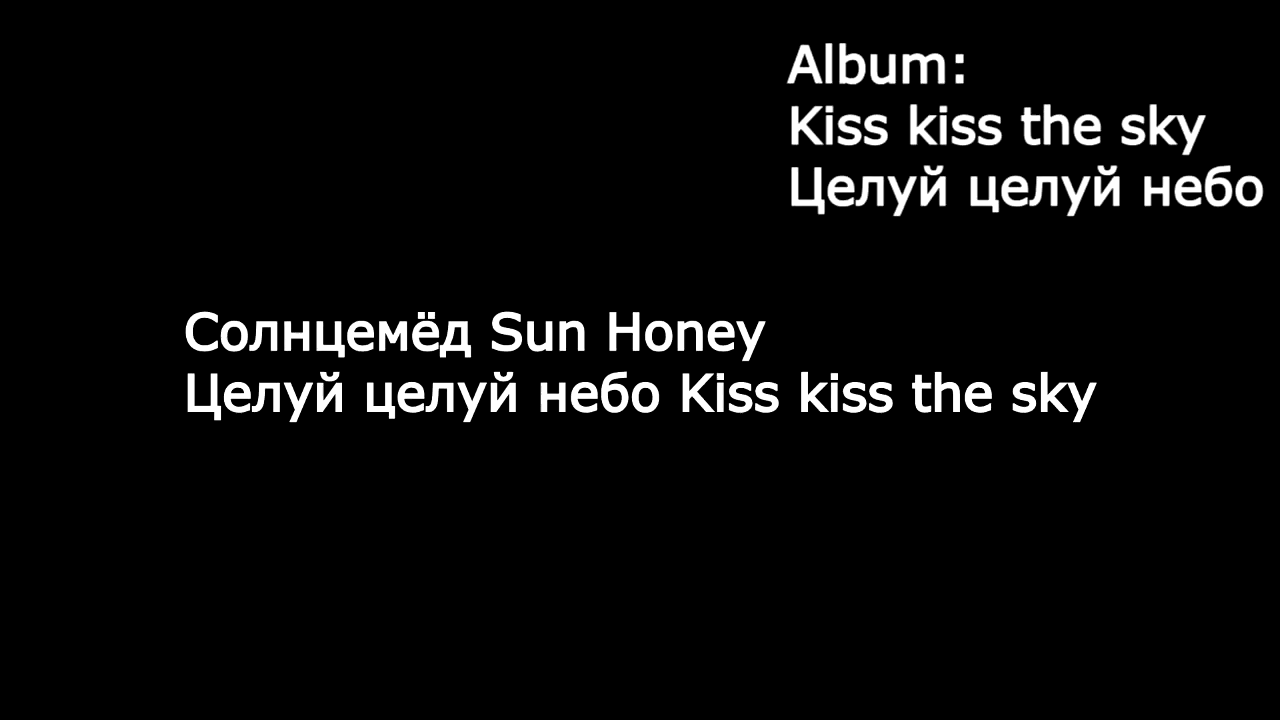 Album:
Kiss kiss the sky
Целуй целуй небо
Солнцемёд Sun Honey
Целуй целуй небо Kiss kiss the sky